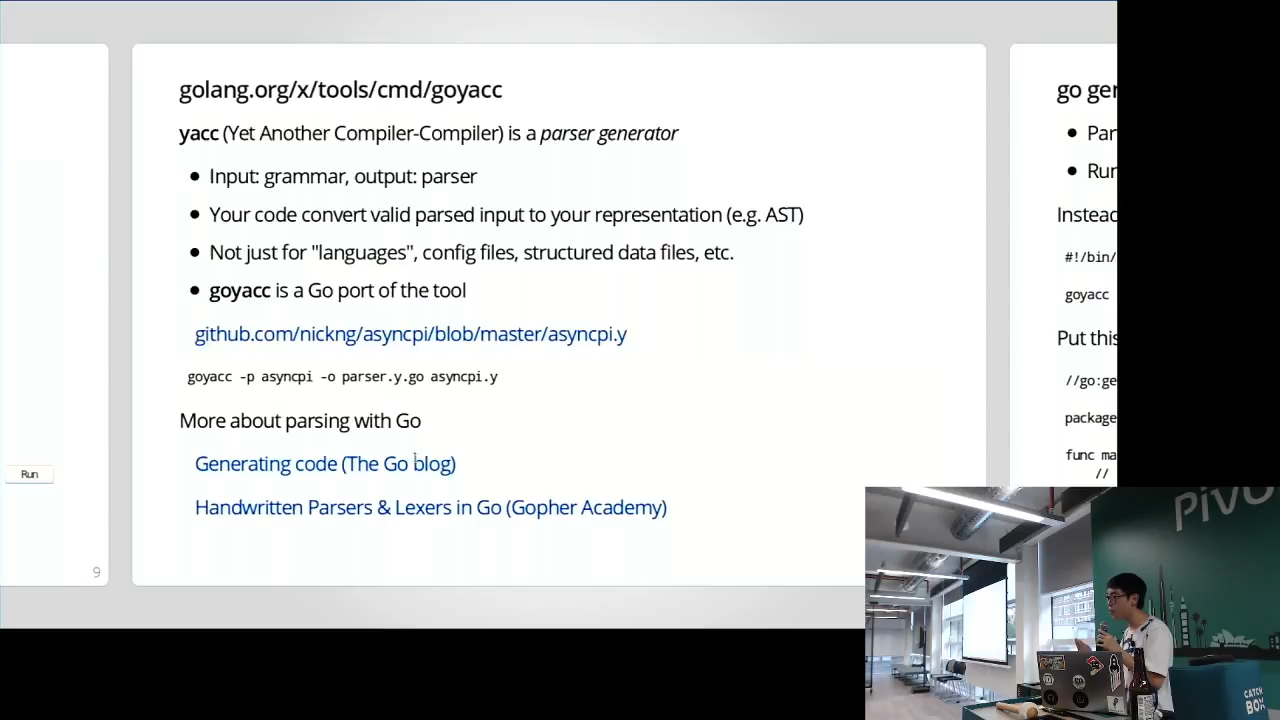 golang.org/x/tools/cmd/goyacc
yacc (Yet Another Compiler-Compiler) is a parser generator
Input: grammar, output: parser
Your code convert valid parsed input to your representation (e.g. AST)
Not just for "languages", config files, structured data files, etc.
goyacc is a Go port of the tool
github.com/nickng/asyncpi/blob/master/asyncpi.y
goyacc -p asyncpi -o parser.y.go asyncpi.y
More about parsing with Go
Generating code (The Go blog)
Handwritten Parsers & Lexers in Go (Gopher Academy)
Run
9
go ger
Par
Run
Instead
#!/bin/
goyacc
Put this
//go:ge
package
func ma
//
Pivo
CATCH
BOX